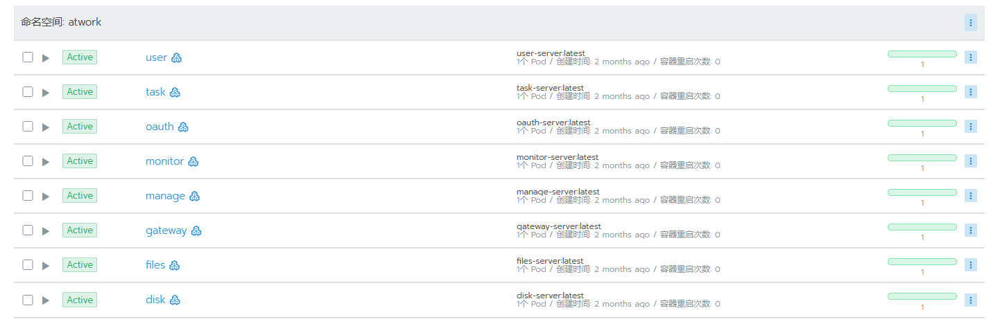 命名空间: atwork
Active user user-server:latest
1个 Pod / 创建时间: 2 months ago / 容器重启次数: 0
1
Active task task-server:latest
1个 Pod / 创建时间: 2 months ago / 容器重启次数: 0
1
Active oauth oauth-server:latest
1个 Pod / 创建时间: 2 months ago / 容器重启次数: 0
1
Active monitor monitor-server:latest
1个 Pod / 创建时间: 2 months ago / 容器重启次数: 0
1
Active manage manage-server:latest
1个 Pod / 创建时间: 2 months ago / 容器重启次数: 0
1
Active gateway gateway-server:latest
1个 Pod / 创建时间: 2 months ago / 容器重启次数: 0
1
Active files files-server:latest
1个 Pod / 创建时间: 2 months ago / 容器重启次数: 0
1
Active disk disk-server:latest
1个 Pod / 创建时间: 2 months ago / 容器重启次数: 0
1